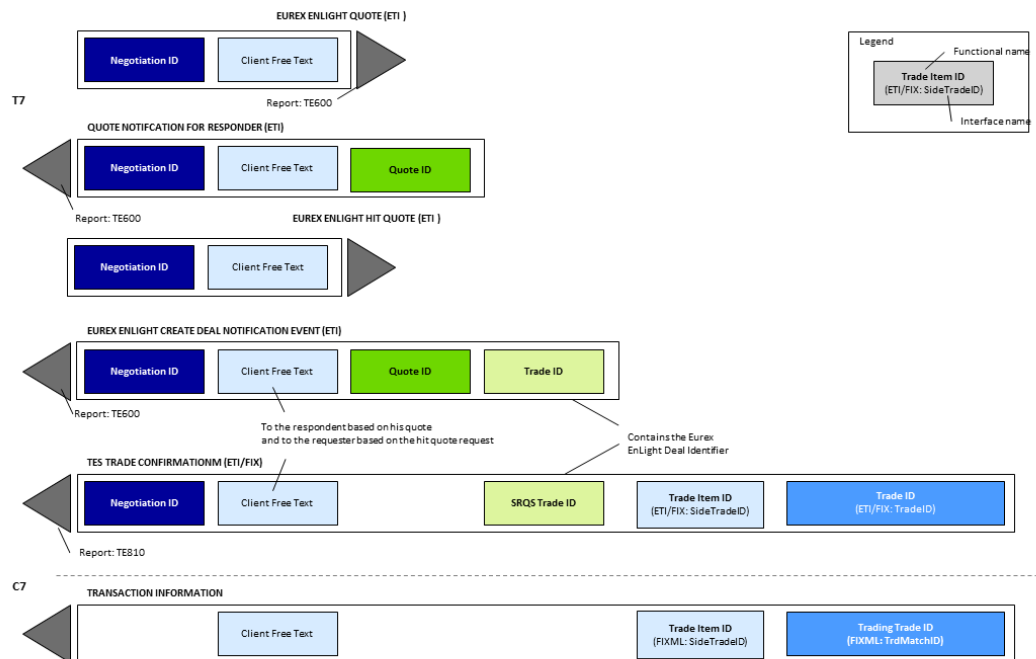 EUREX ENLIGHT QUOTE (ETI)
Negotiation ID
Client Free Text
Report: TE600
Legend
Functional name
Trade Item ID
(ETI/FIX: SideTradeID)
Interface name
T7
QUOTE NOTIFCATION FOR RESPONDER (ETI)
Negotiation ID
Client Free Text
Quote ID
Report: TE600
EUREX ENLIGHT HIT QUOTE (ETI )
Negotiation ID
Client Free Text
EUREX ENLIGHT CREATE DEAL NOTIFICATION EVENT (ETI)
Negotiation ID
Client Free Text
Quote ID
Trade ID
Report: TE600
To the respondent based on his quote
and to the requester based on the hit quote request
Contains the Eurex
EnLight Deal Identifier
TES TRADE CONFIRMATIONM (ETI/FIX)
Negotiation ID
Client Free Text
SRQS Trade ID
Trade Item ID
(ETI/FIX: SideTradeID)
Trade ID
(ETI/FIX: TradeID)
Report: TE810
C7
TRANSACTION INFORMATION
Client Free Text
Trade Item ID
(FIXML: SideTradeID)
Trading Trade ID
(FIXML: TrdMatchID)